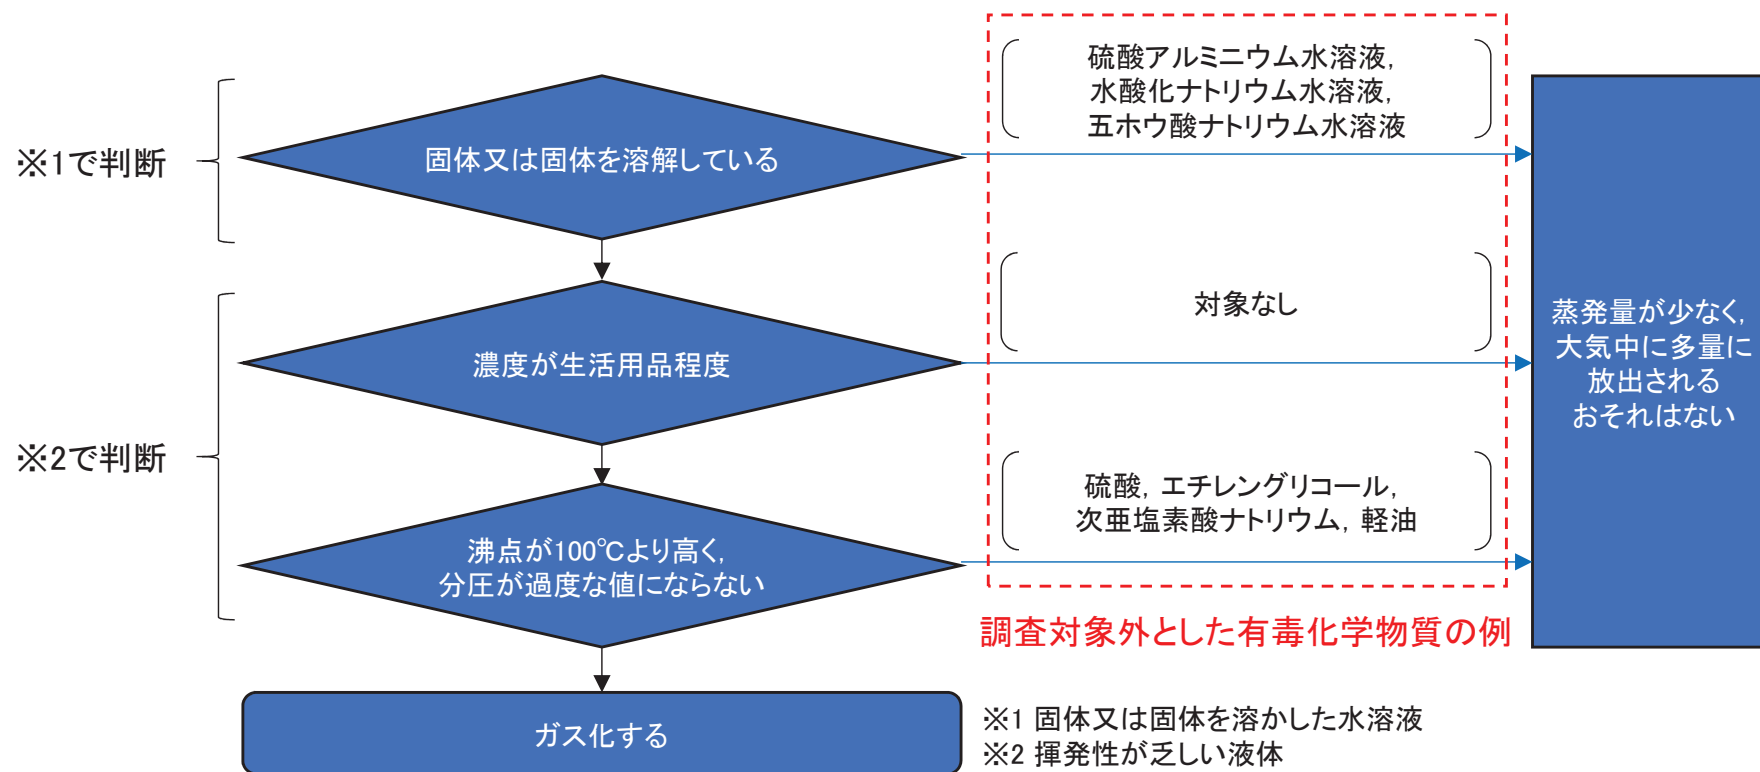 硫酸アルミニウム水溶液,
水酸化ナトリウム水溶液,
五ホウ酸ナトリウム水溶液
※1で判断
固体又は固体を溶解している
対象なし
濃度が生活用品程度
蒸発量が少なく,
大気中に多量に
放出される
おそれはない
※2で判断
硫酸, エチレングリコール,
次亜塩素酸ナトリウム, 軽油
沸点が100℃より高く,
分圧が過度な値にならない
調査対象外とした有毒化学物質の例
ガス化する
※1 固体又は固体を溶かした水溶液
※2 揮発性が乏しい液体